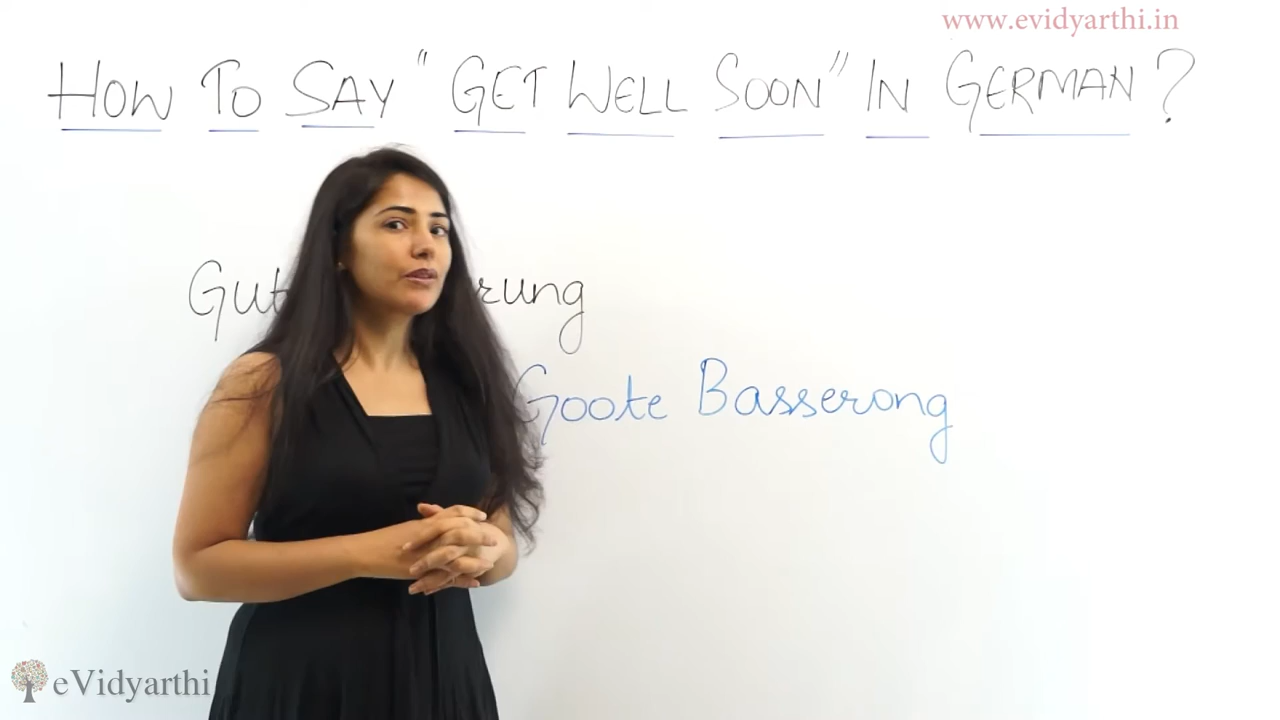 www.evidyarthi.in
HOW TO SAY "GET WELL SOON" IN GERMAN?
Goote Basserong
eVidyarthi